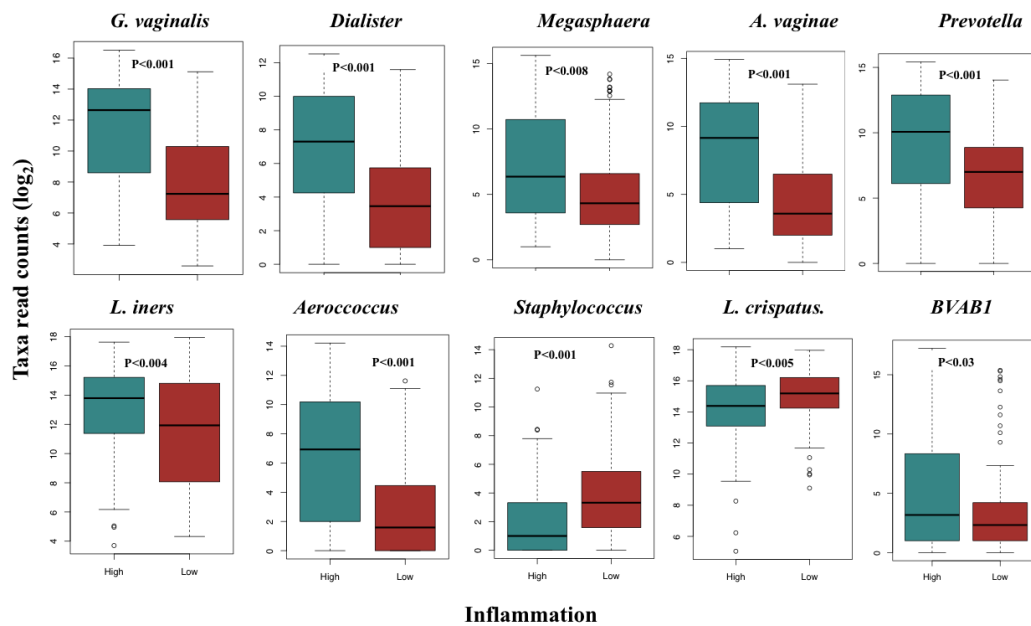 G. vaginalis
Dialister
Megasphaera
A. vaginae
Prevotella
P<0.001
P<0.001
P<0.008
P<0.001
P<0.001
16
14
12
10
8
6
4
12
10
8
6
4
2
0
15
10
5
0
15
10
5
0
15
10
5
0
Taxa read counts (log2)
L. iners
Aeroccoccus
Staphylococcus
L. crispatus.
BVAB1
P<0.004
P<0.001
P<0.001
P<0.005
P<0.03
18
16
14
12
10
8
6
4
14
12
10
8
6
4
2
0
14
12
10
8
6
4
2
0
18
16
14
12
10
8
6
15
10
5
0
High Low
High Low
High Low
High Low
High Low
Inflammation